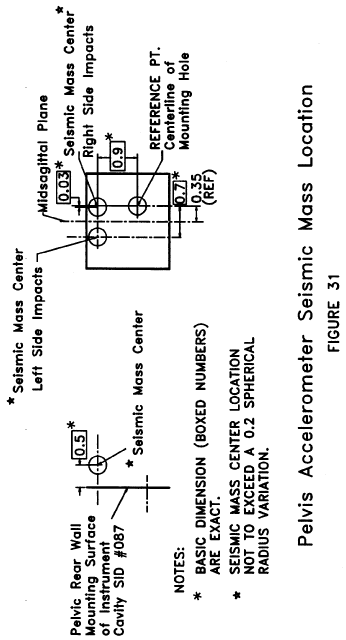 ★ Seismic Mass Center
Left Side Impacts
Midsagittal Plane
0.03 *
Seismic Mass Center ★
Right Side Impacts
0.9 *
REFERENCE PT.
Centerline of
Mounting Hole
0.7 *
0.35
(REF)
Pelvic Rear Wall
Mounting Surface
of Instrument
Cavity SID #087
0.5 *
★ Seismic Mass Center
NOTES:
* BASIC DIMENSION (BOXED NUMBERS)
ARE EXACT.
★ SEISMIC MASS CENTER LOCATION
NOT TO EXCEED A 0.2 SPHERICAL
RADIUS VARIATION.
Pelvis Accelerometer Seismic Mass Location
FIGURE 31